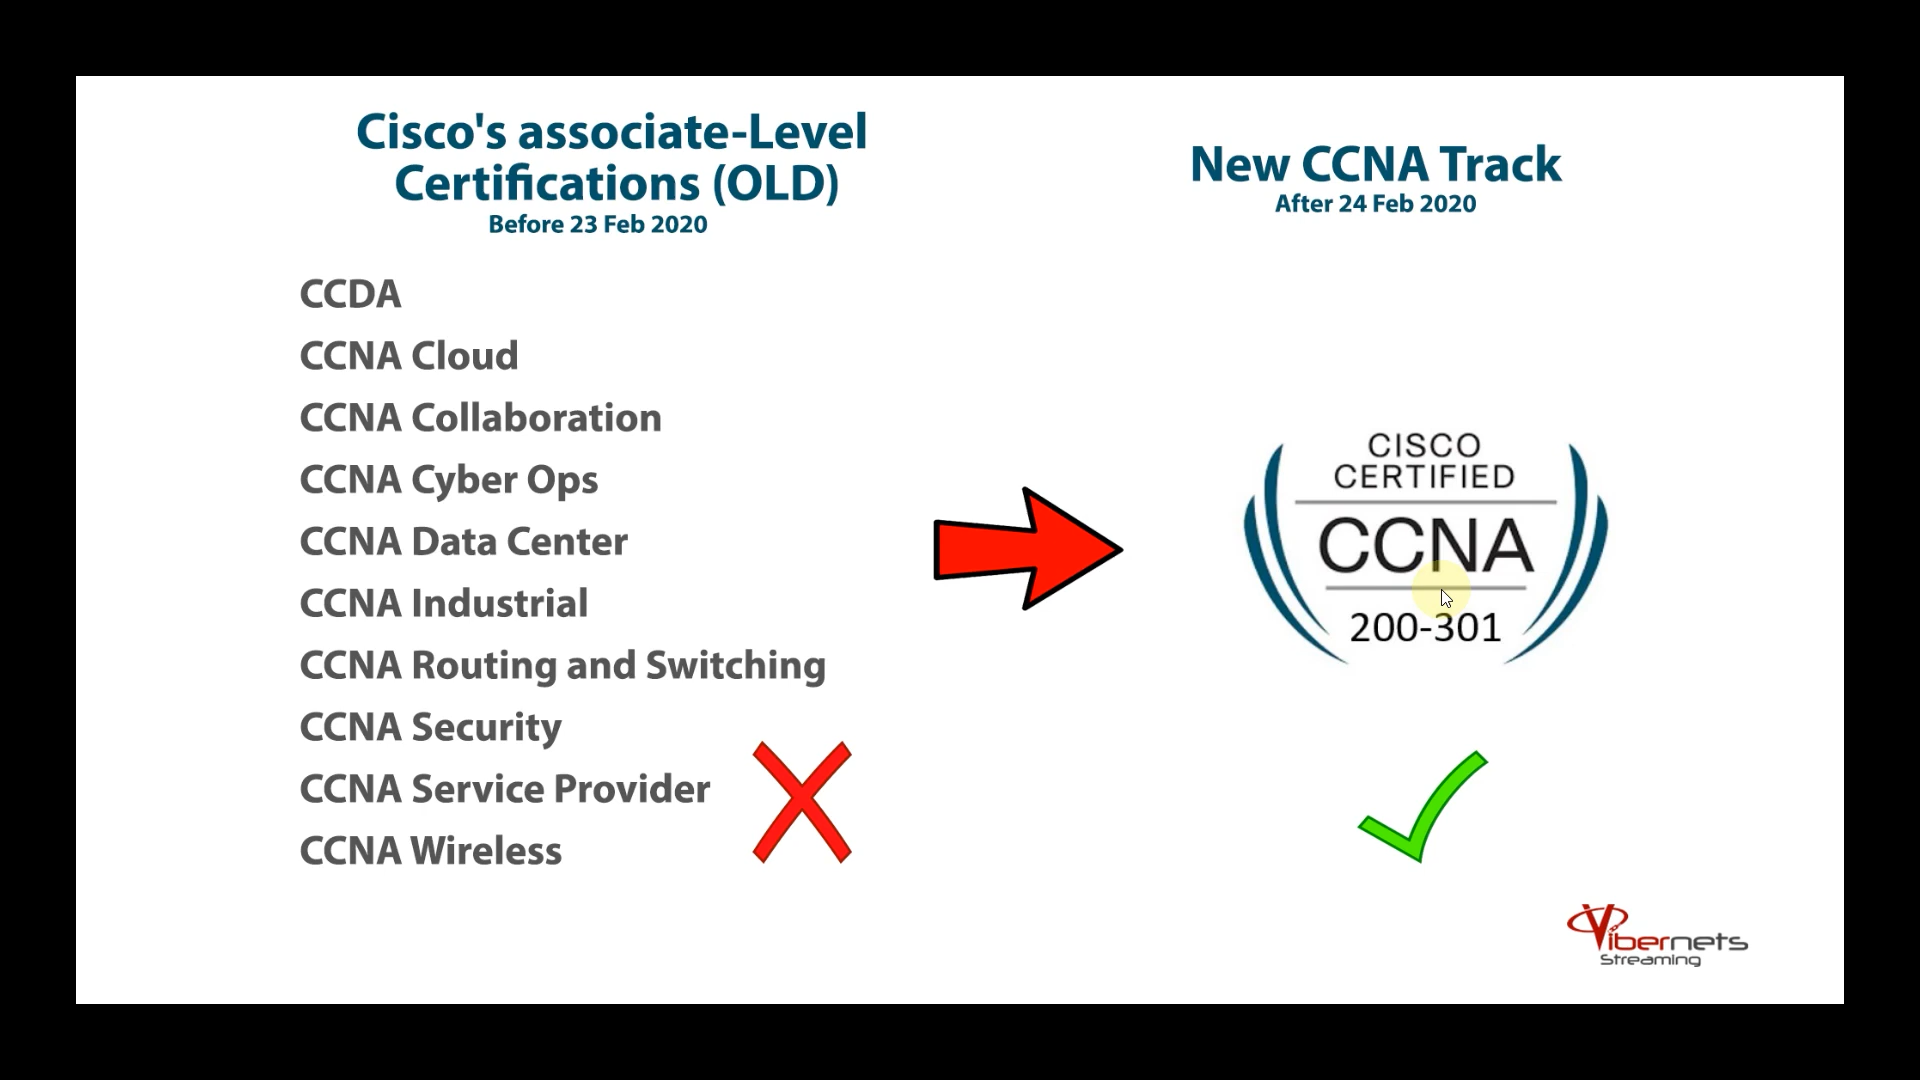 Cisco's associate-Level
Certifications (OLD)
Before 23 Feb 2020
CCDA
CCNA Cloud
CCNA Collaboration
CCNA Cyber Ops
CCNA Data Center
CCNA Industrial
CCNA Routing and Switching
CCNA Security
CCNA Service Provider
CCNA Wireless
New CCNA Track
After 24 Feb 2020
CISCO
CERTIFIED
CCNA
200-301
Vibernets
Streaming